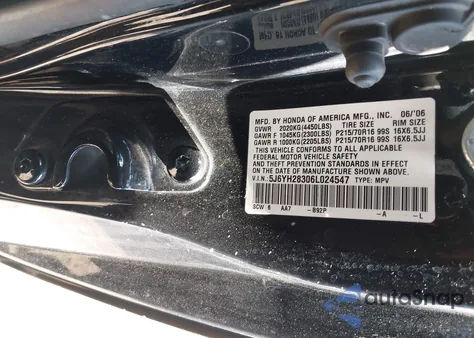 MFD. BY HONDA OF AMERICA MFG., INC. 06/'06
GVWR 2020KG(4450LBS) TIRE SIZE RIM SIZE
GAWR F 1045KG(2300LBS) P215/70R16 99S 16X6.5JJ
GAWR R 1000KG(2205LBS) P215/70R16 99S 16X6.5JJ
THIS VEHICLE CONFORMS TO ALL APPLICABLE
FEDERAL MOTOR VEHICLE SAFETY
AND THEFT PREVENTION STANDARDS IN EFFECT
ON THE DATE OF MANUFACTURE SHOWN ABOVE.
V.I.N.: 5J6YH28306L024547 TYPE: MPV
SCW 6 AA7 -B92P -A -L
autoSnap